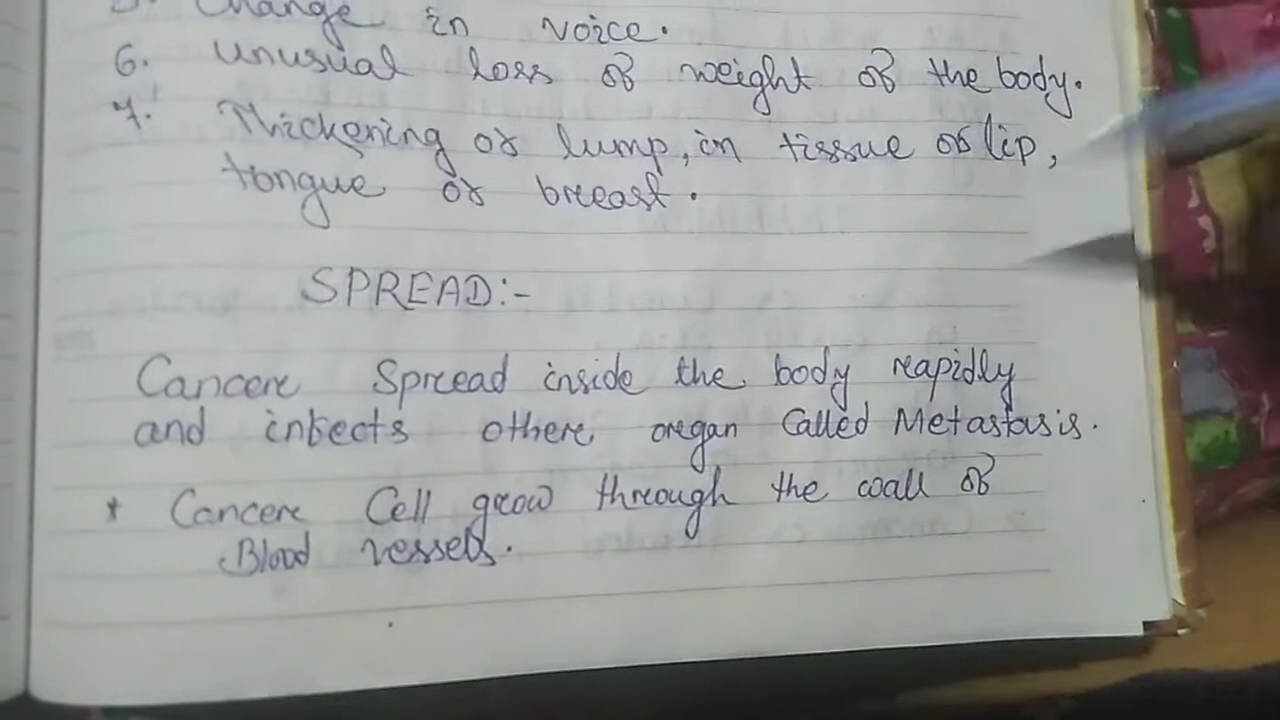 Change in voice.
6. Unusual loss of weight of the body.
7. Thickening or lump, in tissue of lip,
tongue or breast.
SPREAD:-
Cancer Spread inside the body rapidly
and infects other organ Called Metastasis.
* Cancer Cell grow through the wall of
Blood vessels.